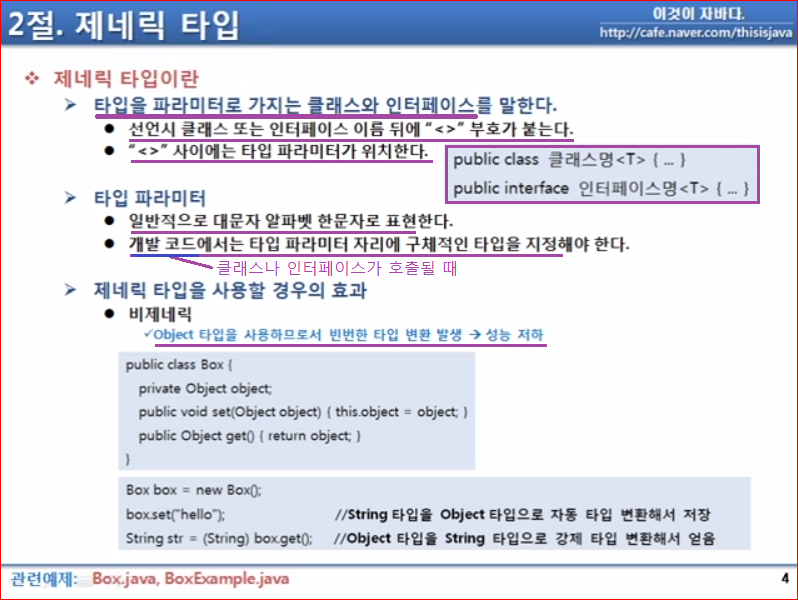 2절. 제네릭 타입
이것이 자바다.
http://cafe.naver.com/thisisjava
❖ 제네릭 타입이란
➢ 타입을 파라미터로 가지는 클래스와 인터페이스를 말한다.
● 선언시 클래스 또는 인터페이스 이름 뒤에 “<>” 부호가 붙는다.
● “<>” 사이에는 타입 파라미터가 위치한다.
public class 클래스명<T> { ... }
public interface 인터페이스명<T> { ... }
➢ 타입 파라미터
● 일반적으로 대문자 알파벳 한문자로 표현한다.
● 개발 코드에서는 타입 파라미터 자리에 구체적인 타입을 지정해야 한다.
클래스나 인터페이스가 호출될 때
➢ 제네릭 타입을 사용할 경우의 효과
● 비제네릭
✓Object 타입을 사용하므로서 빈번한 타입 변환 발생 → 성능 저하
public class Box {
private Object object;
public void set(Object object) { this.object = object; }
public Object get() { return object; }
}
Box box = new Box();
box.set("hello"); //String 타입을 Object 타입으로 자동 타입 변환해서 저장
String str = (String) box.get(); //Object 타입을 String 타입으로 강제 타입 변환해서 얻음
관련예제: Box.java, BoxExample.java
4